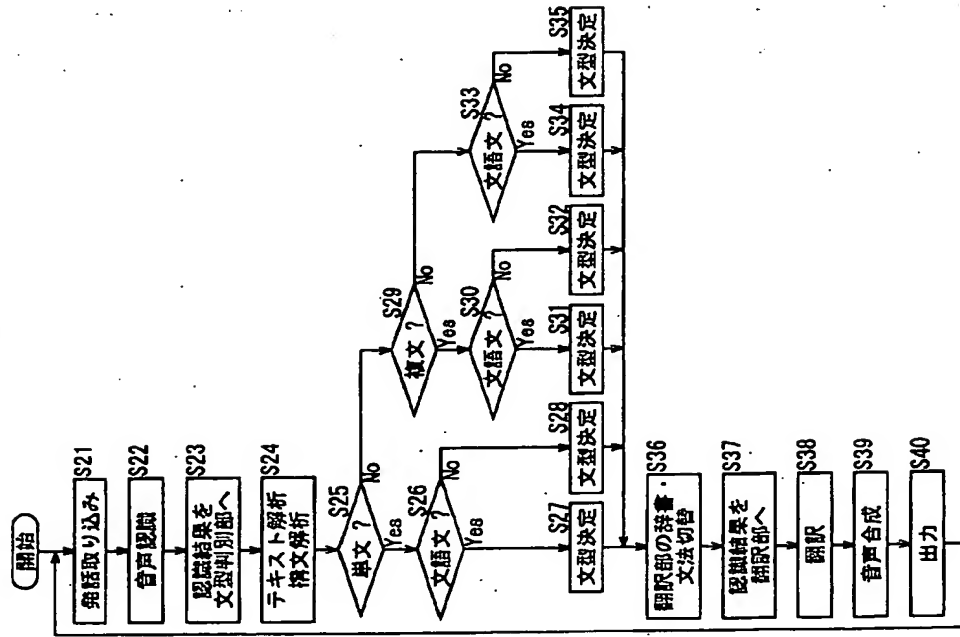 開始
S21
発話取り込み
S22
音声認識
S23
認識結果を
文型判別部へ
S24
テキスト解析
構文解析
S25
単文？
Yes
No
S26
文語文？
Yes
No
S27
文型決定
S28
文型決定
S29
複文？
Yes
No
S30
文語文？
Yes
No
S31
文型決定
S32
文型決定
S33
文語文？
Yes
No
S34
文型決定
S35
文型決定
S36
翻訳部の辞書・
文法切替
S37
認識結果を
翻訳部へ
S38
翻訳
S39
音声合成
S40
出力